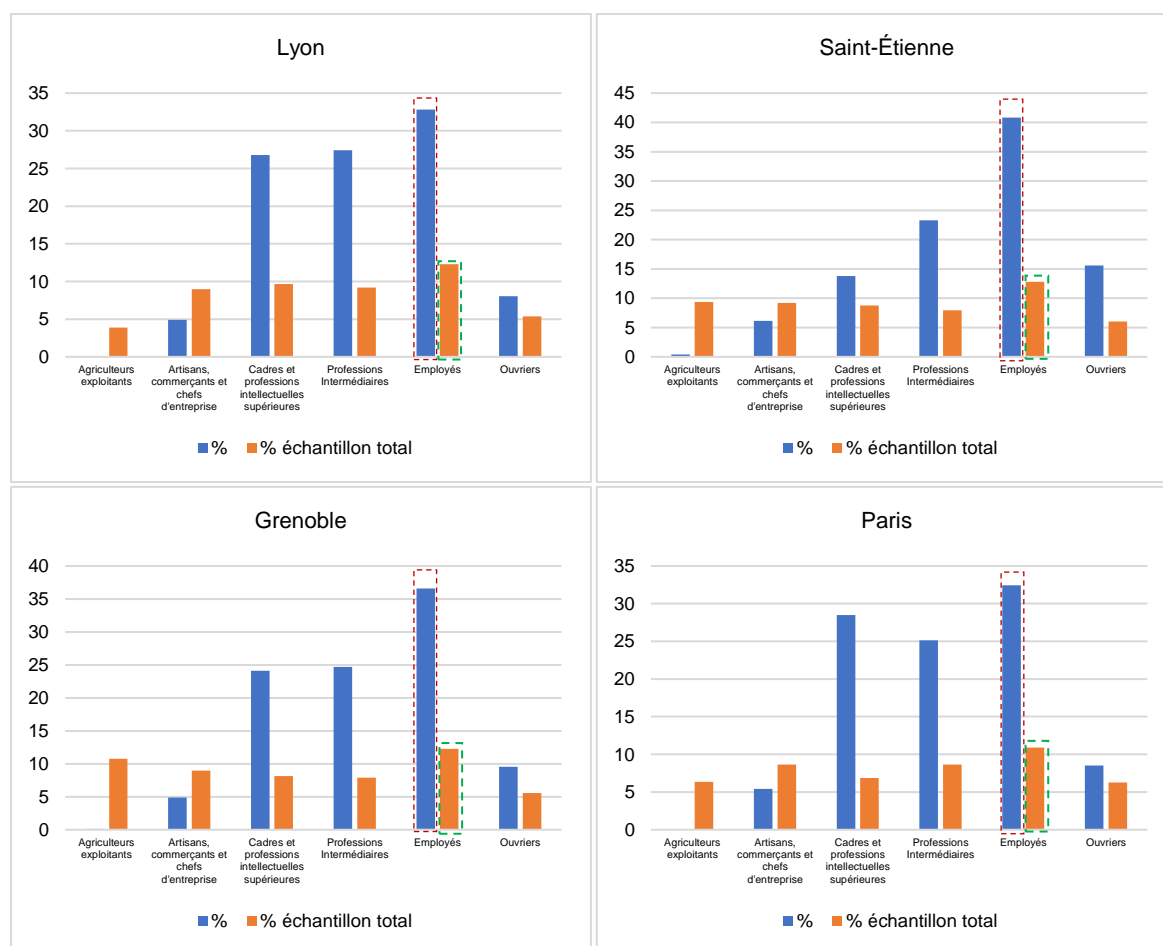 Lyon
35
30
25
20
15
10
5
0
Agriculteurs exploitants
Artisans, commerçants et chefs d'entreprise
Cadres et professions intellectuelles supérieures
Professions Intermédiaires
Employés
Ouvriers
% % échantillon total
Saint-Étienne
45
40
35
30
25
20
15
10
5
0
Agriculteurs exploitants
Artisans, commerçants et chefs d'entreprise
Cadres et professions intellectuelles supérieures
Professions Intermédiaires
Employés
Ouvriers
% % échantillon total
Grenoble
40
35
30
25
20
15
10
5
0
Agriculteurs exploitants
Artisans, commerçants et chefs d'entreprise
Cadres et professions intellectuelles supérieures
Professions Intermédiaires
Employés
Ouvriers
% % échantillon total
Paris
35
30
25
20
15
10
5
0
Agriculteurs exploitants
Artisans, commerçants et chefs d'entreprise
Cadres et professions intellectuelles supérieures
Professions Intermédiaires
Employés
Ouvriers
% % échantillon total